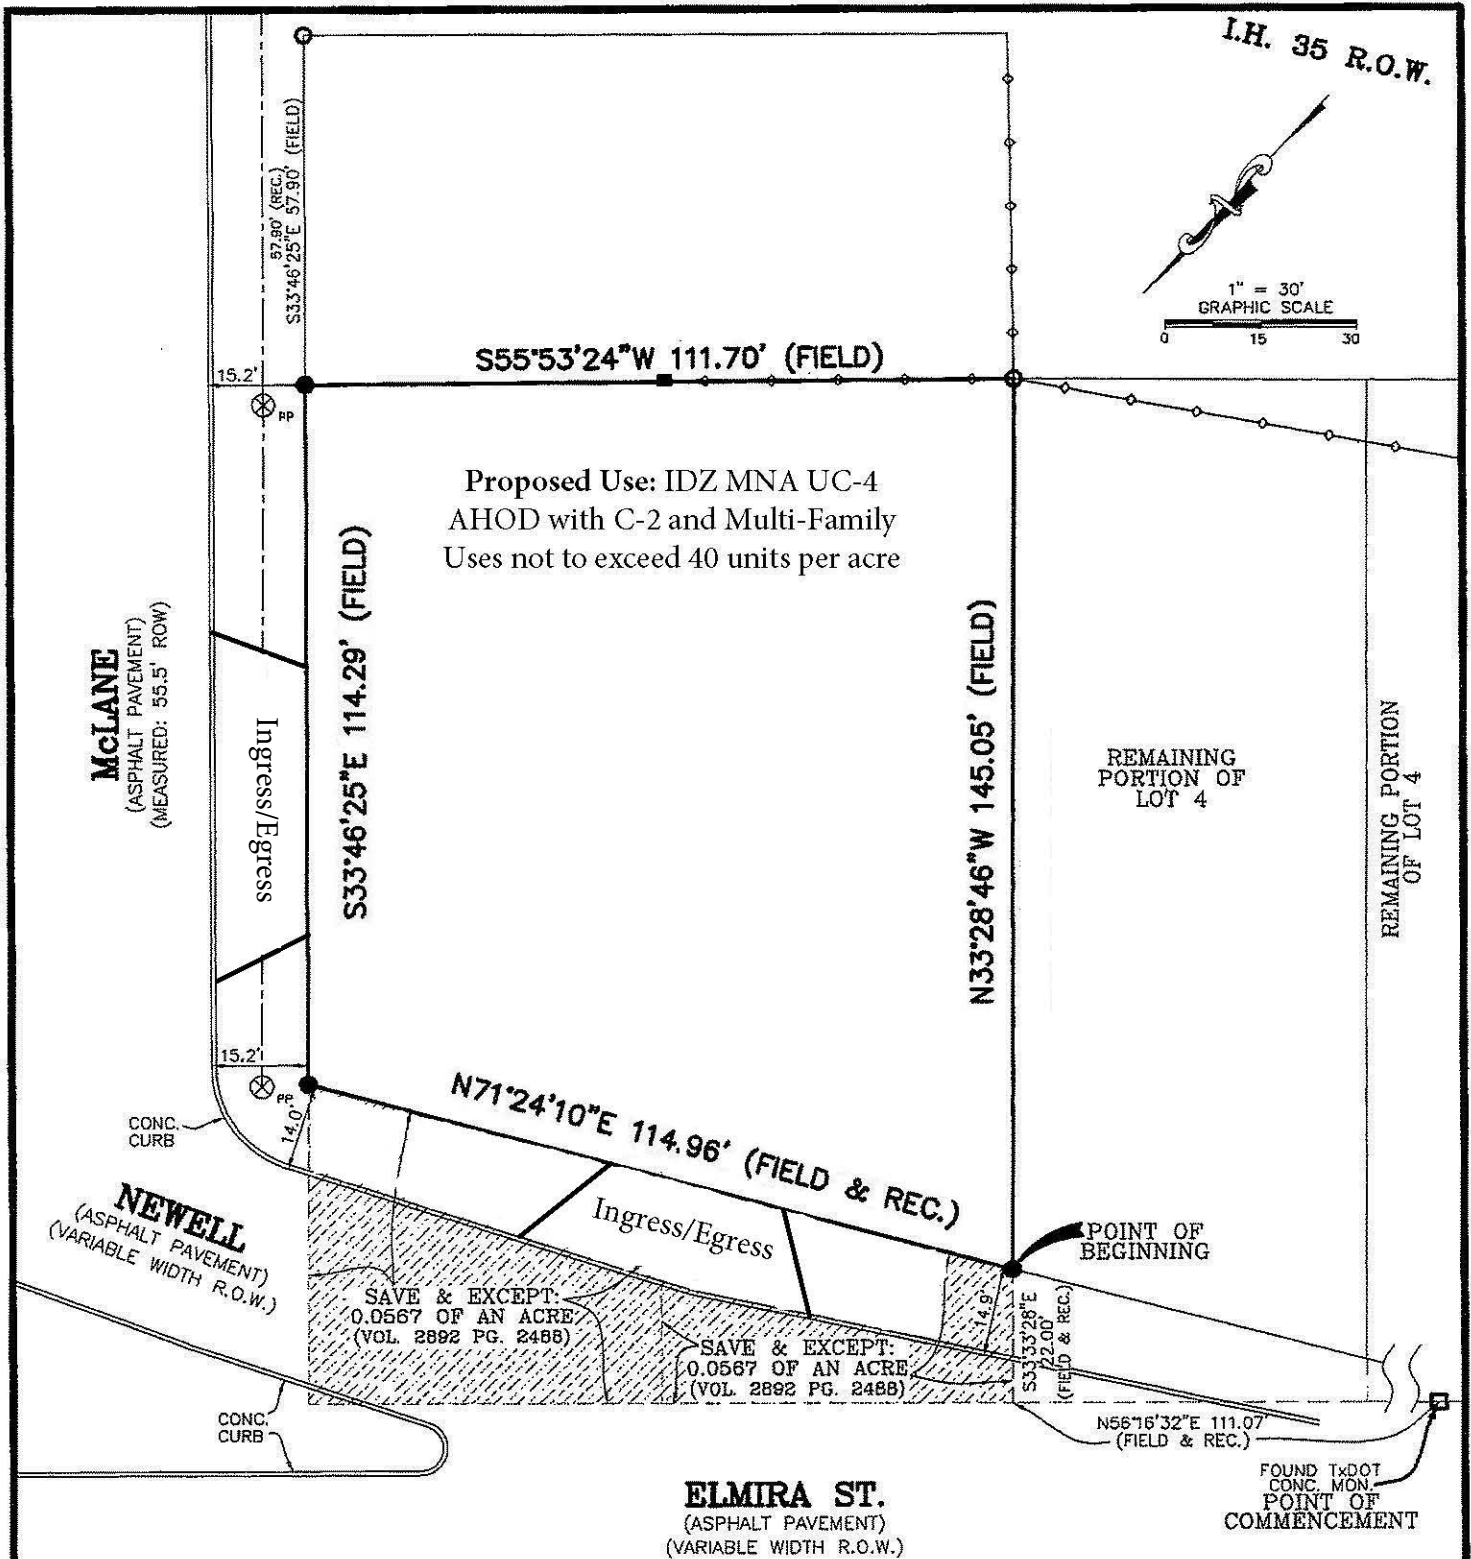 I.H. 35 R.O.W.
57.90' (REC.)
S33°46'25"E 57.90' (FIELD)
N
1" = 30'
GRAPHIC SCALE
0 15 30
S55°53'24"W 111.70' (FIELD)
15.2'
PP
Proposed Use: IDZ MNA UC-4
AHOD with C-2 and Multi-Family
Uses not to exceed 40 units per acre
McLANE
(ASPHALT PAVEMENT)
(MEASURED: 55.5' ROW)
Ingress/Egress
S33°46'25"E 114.29' (FIELD)
N33°28'46"W 145.05' (FIELD)
REMAINING
PORTION OF
LOT 4
REMAINING PORTION
OF LOT 4
15.2'
PP
14.0'
CONC.
CURB
N71°24'10"E 114.96' (FIELD & REC.)
NEWELL
(ASPHALT PAVEMENT)
(VARIABLE WIDTH R.O.W.)
Ingress/Egress
POINT OF
BEGINNING
SAVE & EXCEPT:
0.0567 OF AN ACRE
(VOL. 2892 PG. 2488)
SAVE & EXCEPT:
0.0567 OF AN ACRE
(VOL. 2892 PG. 2488)
14.9'
S33°33'28"E
22.00'
(FIELD & REC.)
N56°16'32"E 111.07'
(FIELD & REC.)
CONC.
CURB
FOUND TxDOT
CONC. MON.
POINT OF
COMMENCEMENT
ELMIRA ST.
(ASPHALT PAVEMENT)
(VARIABLE WIDTH R.O.W.)